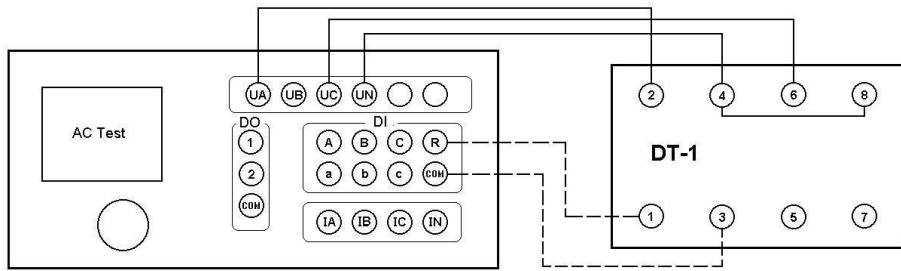 UA UB UC UN
2 4 6 8
DO DI
AC Test
1 A B C R
DT-1
2 a b c COM
COM
1 3 5 7
IA IB IC IN